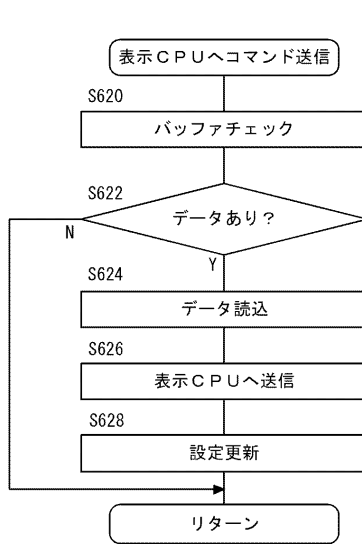 表示ＣＰＵへコマンド送信
S620
バッファチェック
S622
データあり？
N
Y
S624
データ読込
S626
表示ＣＰＵへ送信
S628
設定更新
リターン